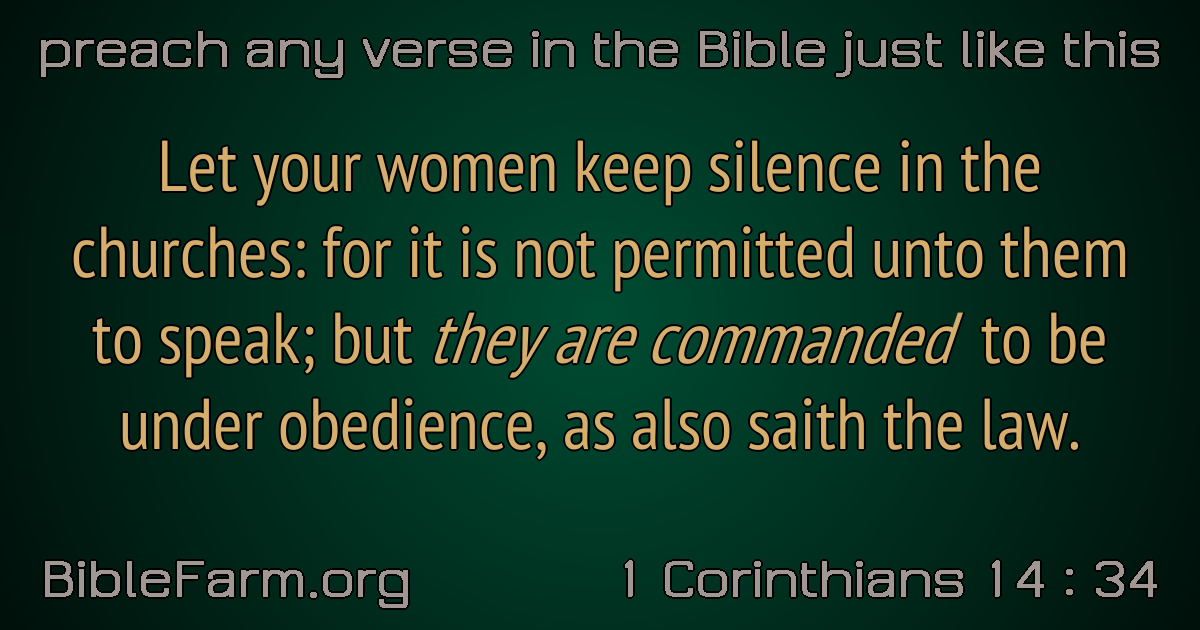 preach any verse in the Bible just like this
Let your women keep silence in the
churches: for it is not permitted unto them
to speak; but they are commanded to be
under obedience, as also saith the law.
BibleFarm.org
1 Corinthians 14 : 34